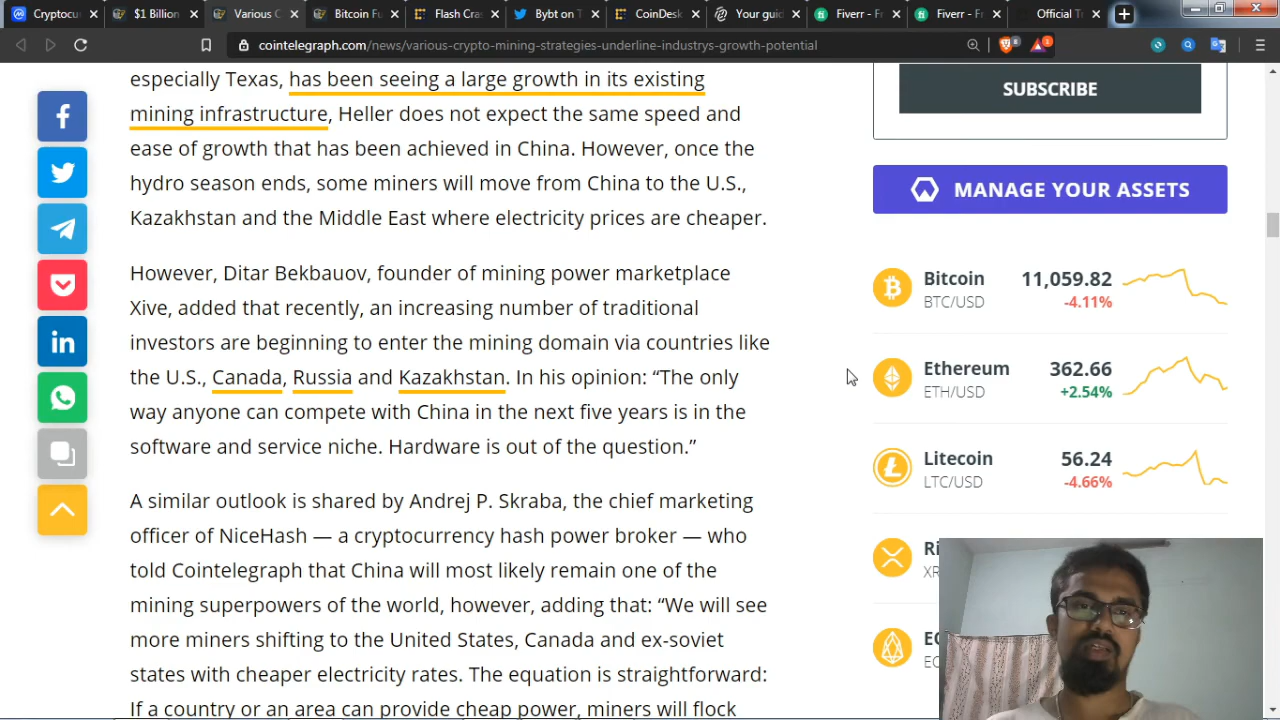 Cryptocu
$1 Billion
Various C
Bitcoin Fu
Flash Cra
Bybt on T
CoinDesk
Your guid
Fiverr - F
Fiverr - F
Official T
cointelegraph.com/news/various-crypto-mining-strategies-underline-industrys-growth-potential
especially Texas, has been seeing a large growth in its existing
mining infrastructure, Heller does not expect the same speed and
ease of growth that has been achieved in China. However, once the
hydro season ends, some miners will move from China to the U.S.,
Kazakhstan and the Middle East where electricity prices are cheaper.
However, Ditar Bekbauov, founder of mining power marketplace
Xive, added that recently, an increasing number of traditional
investors are beginning to enter the mining domain via countries like
the U.S., Canada, Russia and Kazakhstan. In his opinion: “The only
way anyone can compete with China in the next five years is in the
software and service niche. Hardware is out of the question.”
A similar outlook is shared by Andrej P. Skraba, the chief marketing
officer of NiceHash — a cryptocurrency hash power broker — who
told Cointelegraph that China will most likely remain one of the
mining superpowers of the world, however, adding that: “We will see
more miners shifting to the United States, Canada and ex-soviet
states with cheaper electricity rates. The equation is straightforward:
If a country or an area can provide cheap power, miners will flock
SUBSCRIBE
MANAGE YOUR ASSETS
Bitcoin 11,059.82
BTC/USD -4.11%
Ethereum 362.66
ETH/USD +2.54%
Litecoin 56.24
LTC/USD -4.66%
Ri
XR
EO